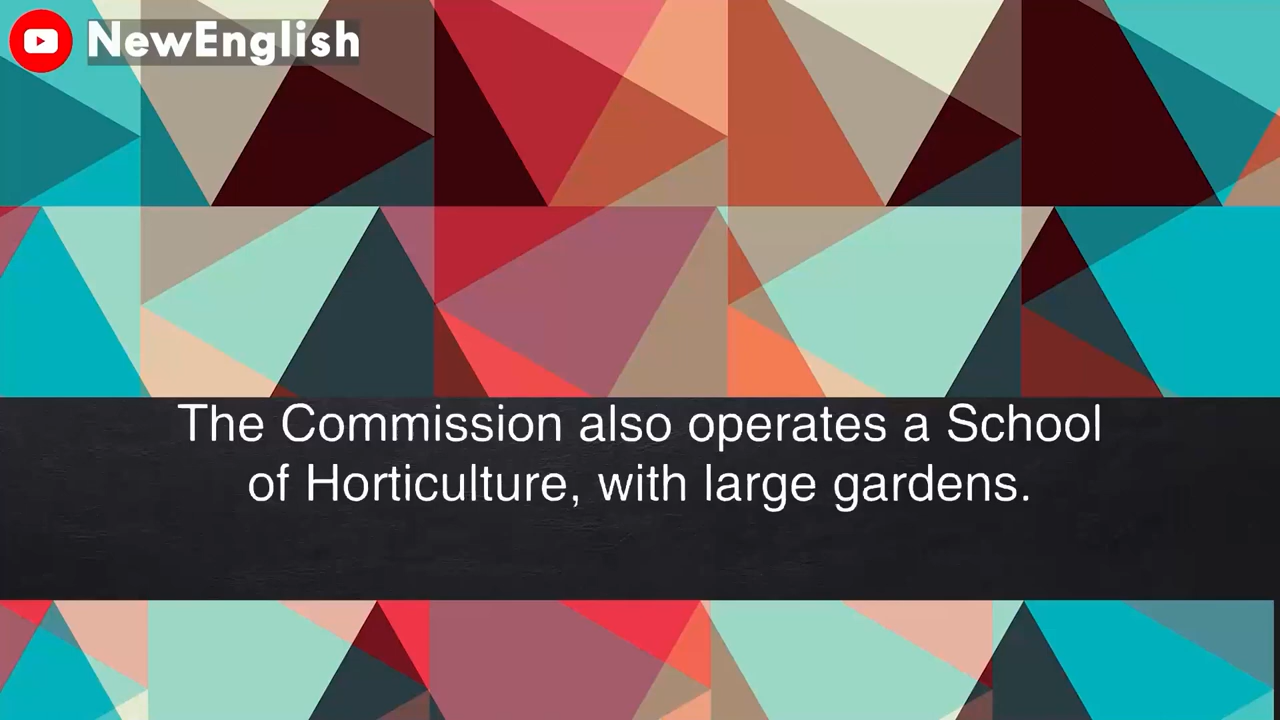 NewEnglish
The Commission also operates a School
of Horticulture, with large gardens.